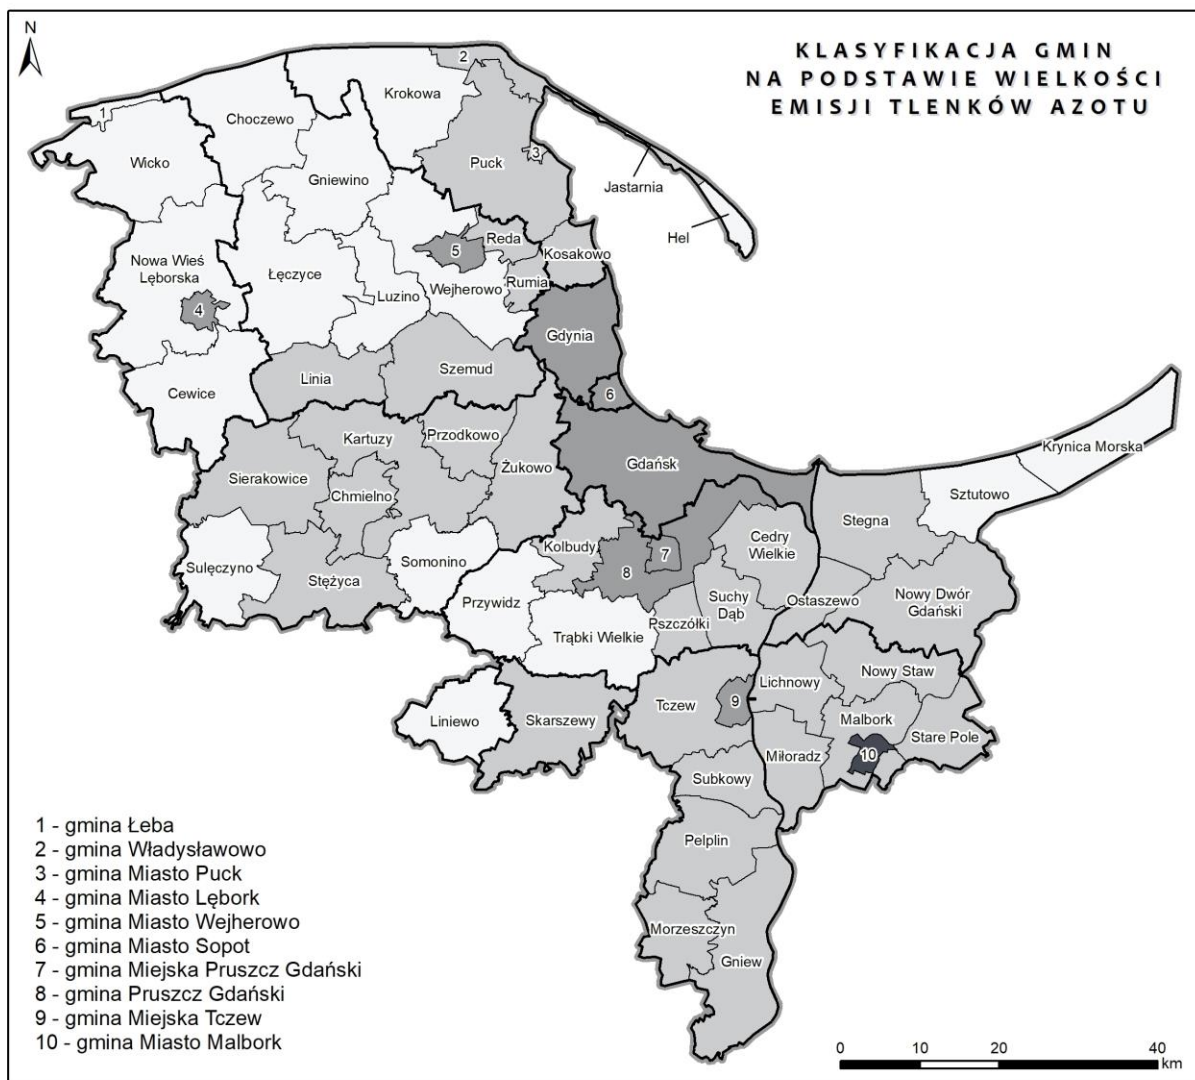 N
KLASYFIKACJA GMIN
NA PODSTAWIE WIELKOŚCI
EMISJI TLENKÓW AZOTU
2
Krokowa
1
Choczewo
Wicko
Puck
3
Gniewino
Jastarnia
Hel
Reda
5
Kosakowo
Nowa Wieś
Lęborska
Łęczyce
Rumia
Wejherowo
Luzino
4
Gdynia
Szemud
Linia
Cewice
6
Przodkowo
Kartuzy
Krynica Morska
Gdańsk
Żukowo
Sierakowice
Chmielno
Sztutowo
Stegna
Cedry
Wielkie
Kolbudy
7
Somonino
Sulęczyno
8
Stężyca
Nowy Dwór
Gdański
Suchy
Dąb
Ostaszewo
Przywidz
Pszczółki
Trąbki Wielkie
Nowy Staw
Lichnowy
Tczew
9
Liniewo
Skarszewy
Malbork
Stare Pole
10
Miłoradz
Subkowy
Pelplin
Morzeszczyn
Gniew
1 - gmina Łeba
2 - gmina Władysławowo
3 - gmina Miasto Puck
4 - gmina Miasto Lębork
5 - gmina Miasto Wejherowo
6 - gmina Miasto Sopot
7 - gmina Miejska Pruszcz Gdański
8 - gmina Pruszcz Gdański
9 - gmina Miejska Tczew
10 - gmina Miasto Malbork
0 10 20 40
km